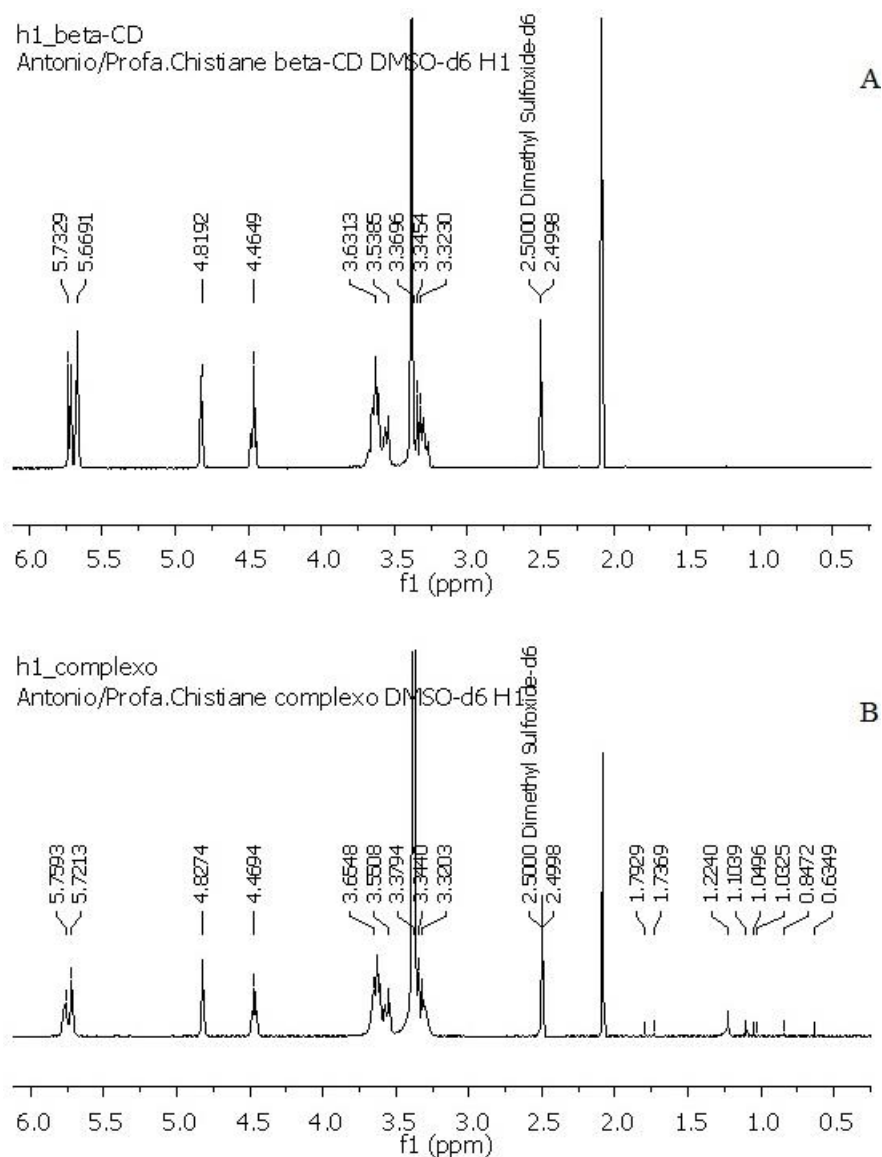 h1_beta-CD
Antonio/Profa.Chistiane beta-CD DMSO-d6 H1
A
5.7329
5.6691
4.8192
4.4649
3.6313
3.5385
3.3696
3.3454
3.3230
2.5000 Dimethyl Sulfoxide-d6
2.4998
6.0 5.5 5.0 4.5 4.0 3.5 3.0 2.5 2.0 1.5 1.0 0.5
f1 (ppm)
h1_complexo
Antonio/Profa.Chistiane complexo DMSO-d6 H1
B
5.7593
5.7213
4.8274
4.4694
3.6548
3.5508
3.3794
3.3440
3.3203
2.5000 Dimethyl Sulfoxide-d6
2.4998
1.7929
1.7369
1.2240
1.1039
1.0496
1.0325
0.8472
0.6349
6.0 5.5 5.0 4.5 4.0 3.5 3.0 2.5 2.0 1.5 1.0 0.5
f1 (ppm)